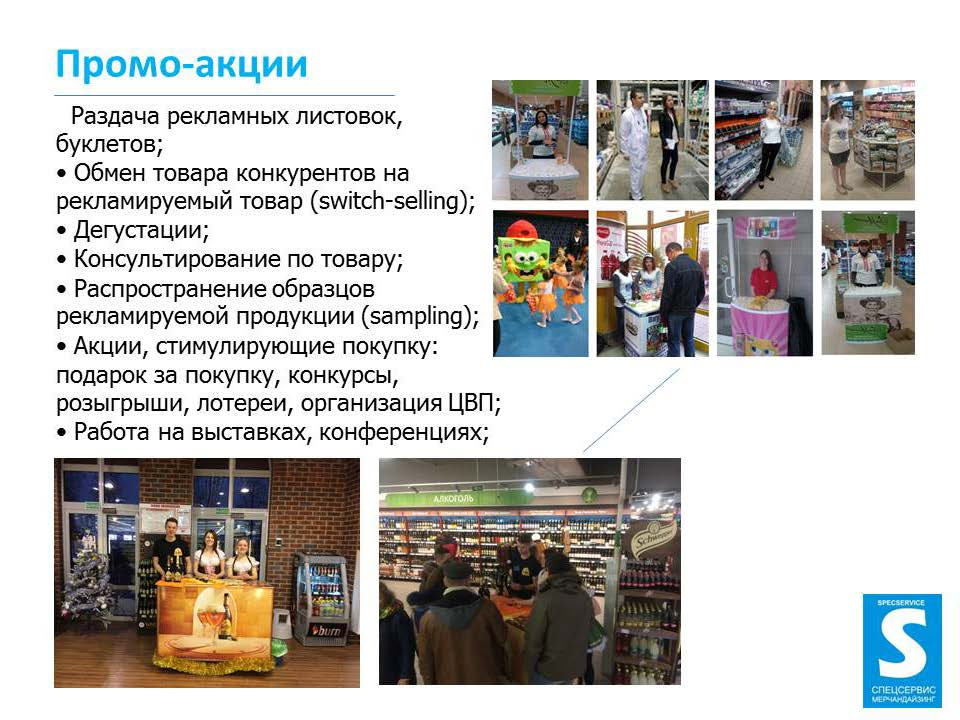 Промо-акции
Раздача рекламных листовок,
буклетов;
• Обмен товара конкурентов на
рекламируемый товар (switch-selling);
• Дегустации;
• Консультирование по товару;
• Распространение образцов
рекламируемой продукции (sampling);
• Акции, стимулирующие покупку:
подарок за покупку, конкурсы,
розыгрыши, лотереи, организация ЦВП;
• Работа на выставках, конференциях;
burn
АЛКОГОЛЬ
Schweppes
SPECSERVICE
S
СПЕЦСЕРВИС
МЕРЧАНДАЙЗИНГ